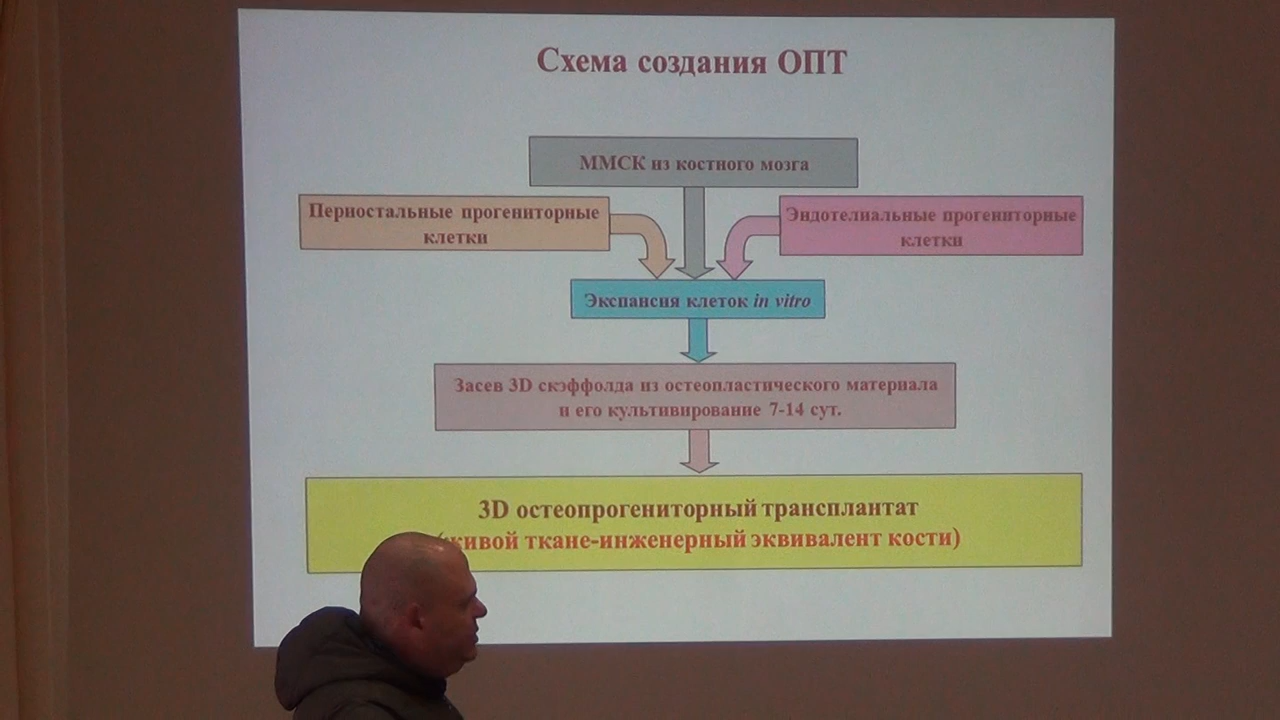 Схема создания ОПТ
ММСК из костного мозга
Периостальные прогениторные
клетки
Эндотелиальные прогениторные
клетки
Экспансия клеток in vitro
Засев 3D скэффолда из остеопластического материала
и его культивирование 7-14 сут.
3D остеопрогениторный трансплантат
ткане-инженерный эквивалент кости)